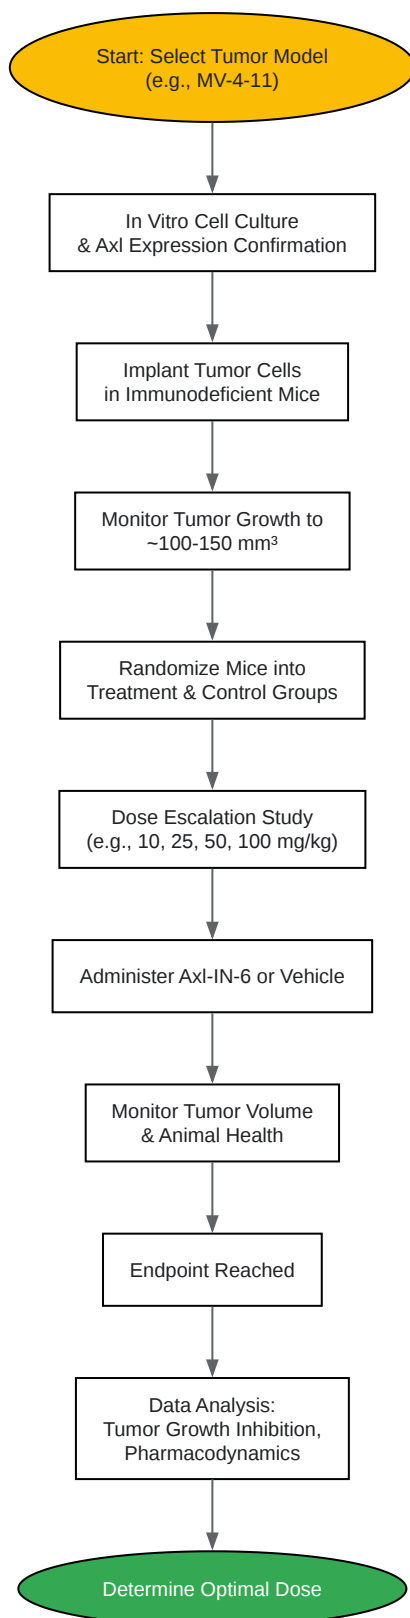 Start: Select Tumor Model
(e.g., MV-4-11)
In Vitro Cell Culture
& Axl Expression Confirmation
Implant Tumor Cells
in Immunodeficient Mice
Monitor Tumor Growth to
~100-150 mm³
Randomize Mice into
Treatment & Control Groups
Dose Escalation Study
(e.g., 10, 25, 50, 100 mg/kg)
Administer Axl-IN-6 or Vehicle
Monitor Tumor Volume
& Animal Health
Endpoint Reached
Data Analysis:
Tumor Growth Inhibition,
Pharmacodynamics
Determine Optimal Dose